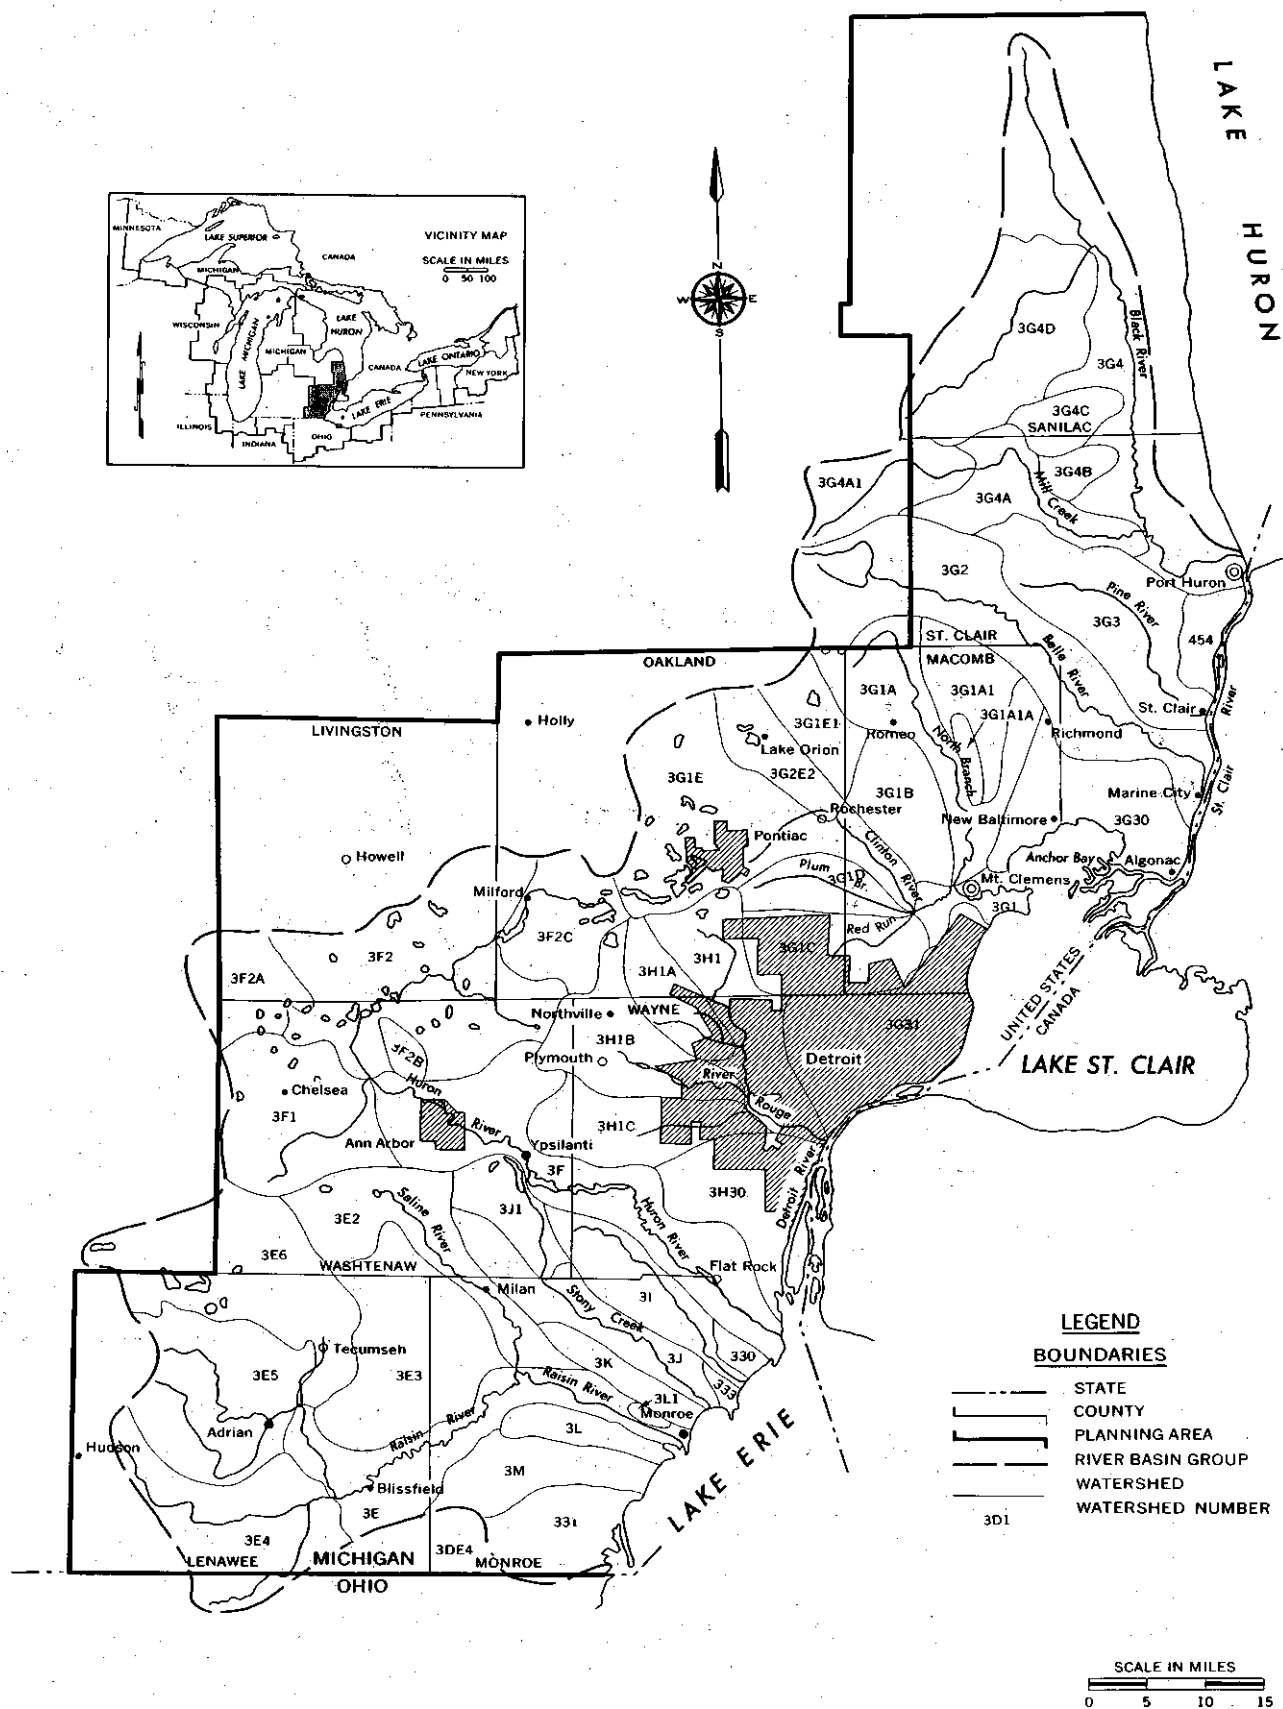 LAKE
HURON
VICINITY MAP
SCALE IN MILES
0 50 100
MINNESOTA
LAKE SUPERIOR
CANADA
MICHIGAN
WISCONSIN
LAKE MICHIGAN
LAKE HURON
MICHIGAN
CANADA
LAKE ONTARIO
NEW YORK
LAKE ERIE
PENNSYLVANIA
ILLINOIS
INDIANA
OHIO
N
W E
S
3G4D
Black River
3G4
3G4C
SANILAC
3G4B
3G4A1
3G4A
Mill Creek
3G2
Port Huron
Pine River
3G3
454
ST. CLAIR
Belle River
OAKLAND
MACOMB
3G1A
3G1A1
3G1A1A
St. Clair
St. Clair River
LIVINGSTON
Holly
3G1E1
Romeo
North Branch
Richmond
Lake Orion
3G1E
3G2E2
3G1B
Marine City
Rochester
New Baltimore
3G30
Pontiac
Clinton River
Howell
Plum Br.
3G1D
Anchor Bay
Algonac
Mt. Clemens
Milford
3G1
Red Run
3F2C
3G1C
3F2
3H1
3F2A
3H1A
UNITED STATES
CANADA
Northville
WAYNE
3G31
3H1B
3F2B
Plymouth
Detroit
LAKE ST. CLAIR
Huron River
River Rouge
Chelsea
3F1
3H1C
Ann Arbor
Ypsilanti
3F
3H30
Detroit River
Saline River
3J1
Huron River
3E2
3E6
WASHTENAW
Flat Rock
Milan
Stony Creek
3I
Tecumseh
3K
3J
330
3E5
3E3
333
Raisin River
3L1
Monroe
Adrian
Raisin River
3L
Hudson
3M
LAKE ERIE
Blissfield
3E
331
3E4
3DE4
LENAWEE
MICHIGAN
MONROE
OHIO
LEGEND
BOUNDARIES
STATE
COUNTY
PLANNING AREA
RIVER BASIN GROUP
WATERSHED
3D1 WATERSHED NUMBER
SCALE IN MILES
0 5 10 15